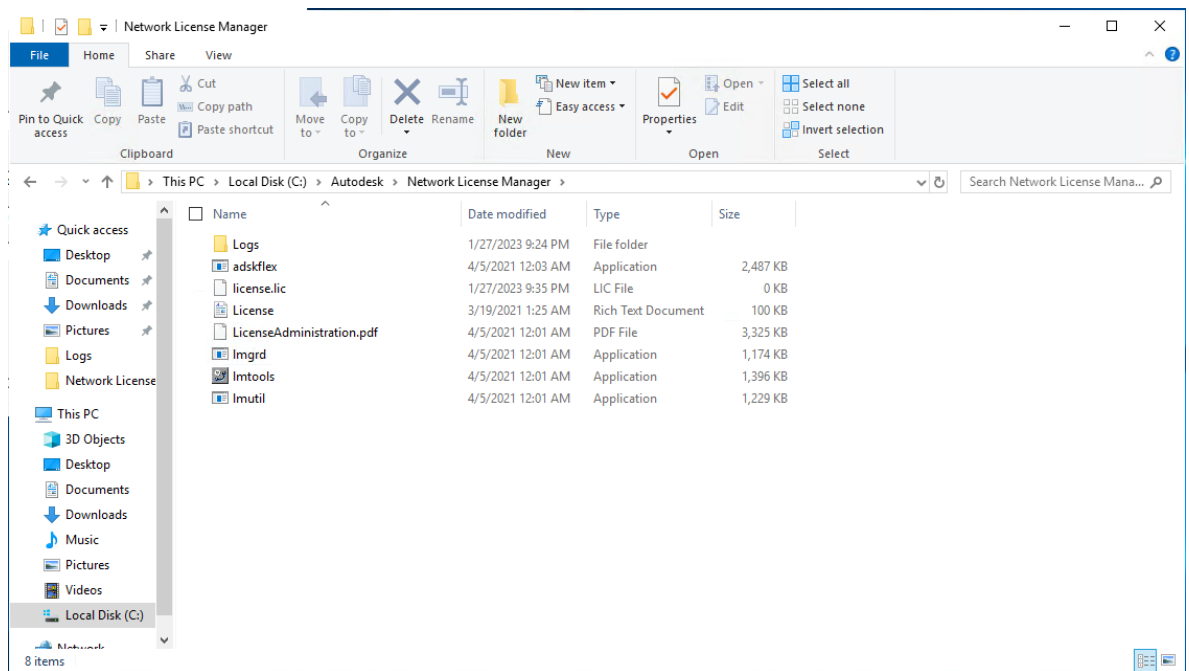 Network License Manager
File Home Share View
Pin to Quick access
Copy
Paste
Cut
Copy path
Paste shortcut
Clipboard
Move to
Copy to
Delete
Rename
Organize
New folder
New item
Easy access
New
Properties
Open
Edit
Open
Select all
Select none
Invert selection
Select
This PC > Local Disk (C:) > Autodesk > Network License Manager >
Search Network License Mana...
Quick access
Desktop
Documents
Downloads
Pictures
Logs
Network License
This PC
3D Objects
Desktop
Documents
Downloads
Music
Pictures
Videos
Local Disk (C:)
Network
8 items
Name Date modified Type Size
Logs 1/27/2023 9:24 PM File folder
adskflex 4/5/2021 12:03 AM Application 2,487 KB
license.lic 1/27/2023 9:35 PM LIC File 0 KB
License 3/19/2021 1:25 AM Rich Text Document 100 KB
LicenseAdministration.pdf 4/5/2021 12:01 AM PDF File 3,325 KB
lmgrd 4/5/2021 12:01 AM Application 1,174 KB
lmtools 4/5/2021 12:01 AM Application 1,396 KB
lmutil 4/5/2021 12:01 AM Application 1,229 KB